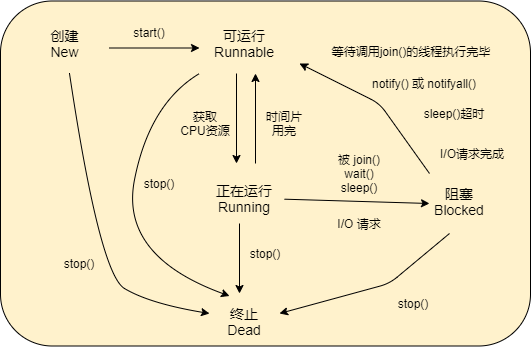 创建
New
start()
可运行
Runnable
等待调用join()的线程执行完毕
notify() 或 notifyall()
sleep()超时
I/O请求完成
获取
CPU资源
时间片
用完
stop()
正在运行
Running
被 join()
wait()
sleep()
I/O 请求
阻塞
Blocked
stop()
stop()
stop()
终止
Dead